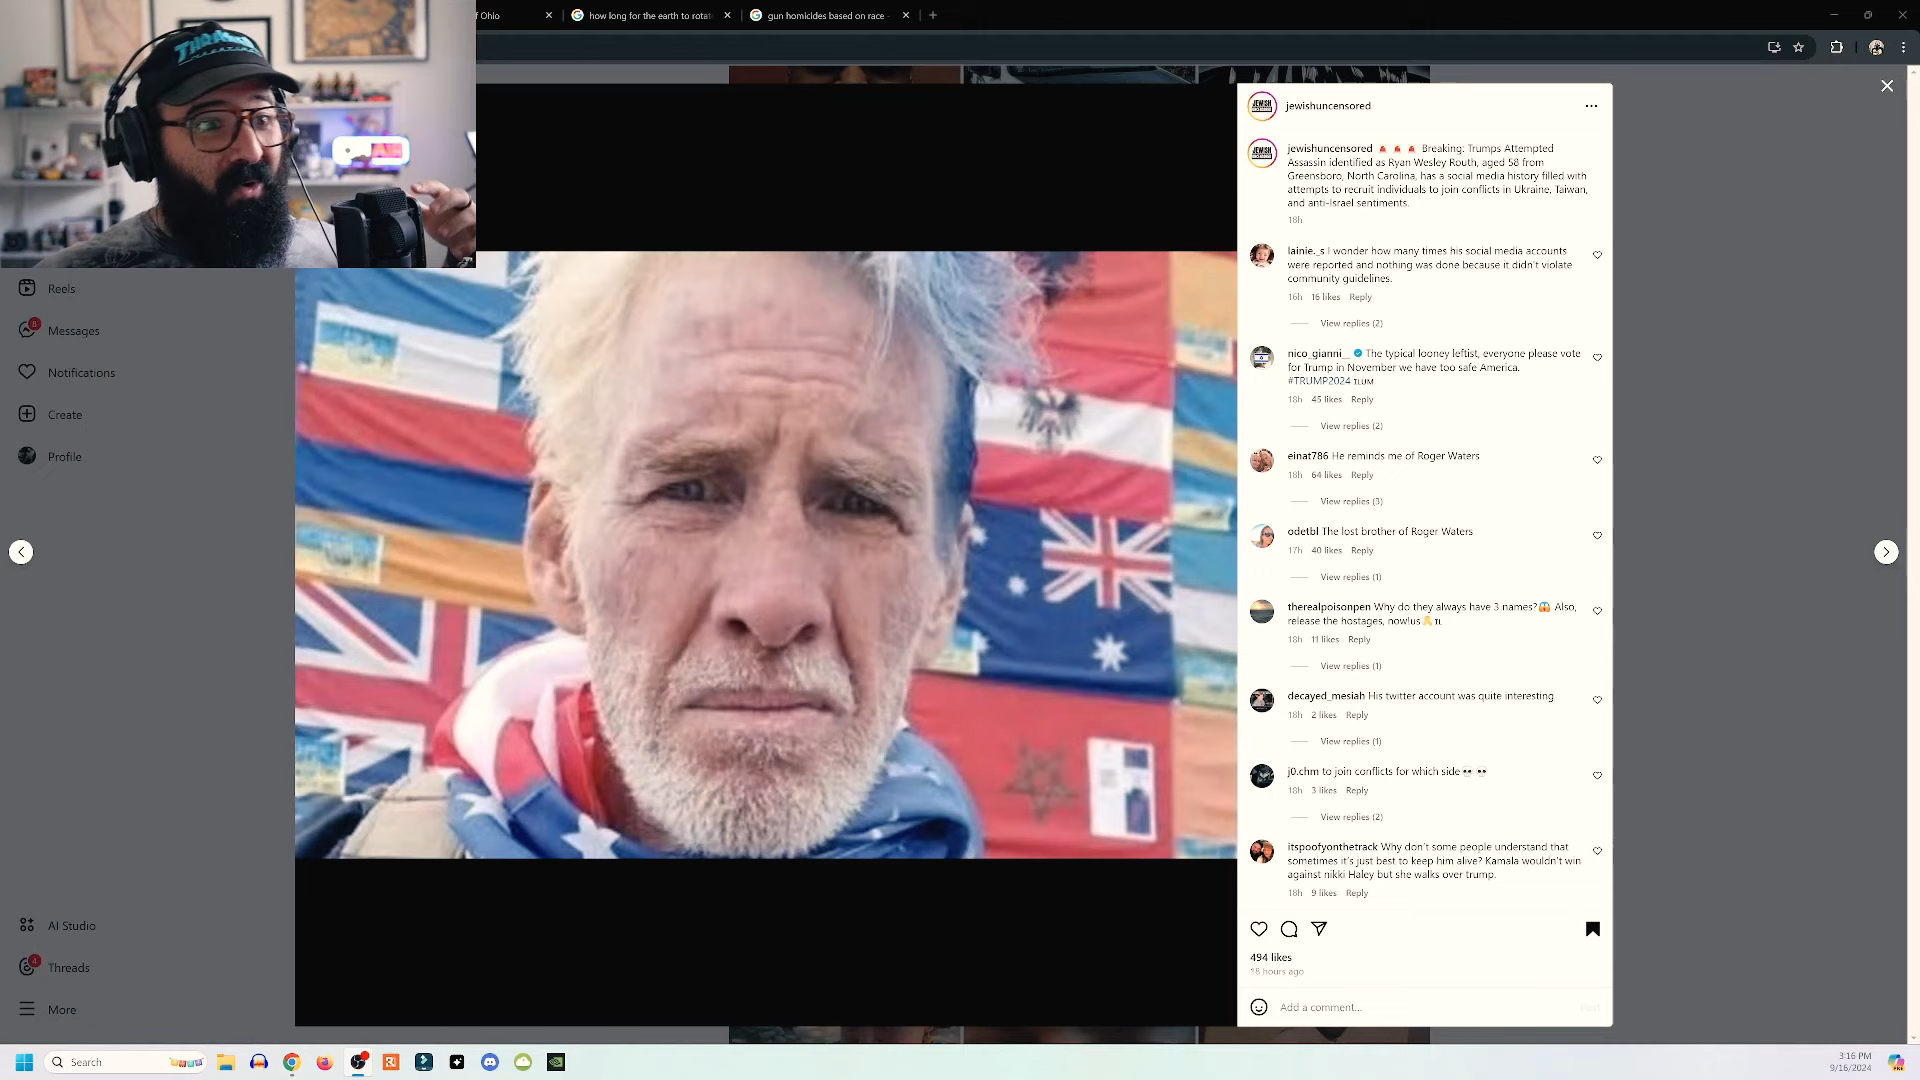 THRASHER
f Ohio
how long for the earth to rotat
gun homicides based on race -
jewishuncensored
jewishuncensored 🚨 🚨 🚨 Breaking: Trumps Attempted
Assassin identified as Ryan Wesley Routh, aged 58 from
Greensboro, North Carolina, has a social media history filled with
attempts to recruit individuals to join conflicts in Ukraine, Taiwan,
and anti-Israel sentiments.
18h
lainie._s I wonder how many times his social media accounts
were reported and nothing was done because it didn't violate
community guidelines.
16h 16 likes Reply
View replies (2)
nico_gianni__ The typical looney leftist, everyone please vote
for Trump in November we have too safe America.
#TRUMP2024 ILUM
18h 45 likes Reply
View replies (2)
einat786 He reminds me of Roger Waters
18h 64 likes Reply
View replies (3)
odetbl The lost brother of Roger Waters
17h 40 likes Reply
View replies (1)
therealpoisonpen Why do they always have 3 names?😱 Also,
release the hostages, now!us🎗️IL
18h 11 likes Reply
View replies (1)
decayed_mesiah His twitter account was quite interesting
18h 2 likes Reply
View replies (1)
j0.chm to join conflicts for which side💀💀
18h 3 likes Reply
View replies (2)
itspoofyonthetrack Why don't some people understand that
sometimes it's just best to keep him alive? Kamala wouldn't win
against nikki Haley but she walks over trump.
18h 9 likes Reply
494 likes
18 hours ago
Add a comment...
Post
Reels
8
Messages
Notifications
Create
Profile
AI Studio
4
Threads
More
Search
3:16 PM
9/16/2024